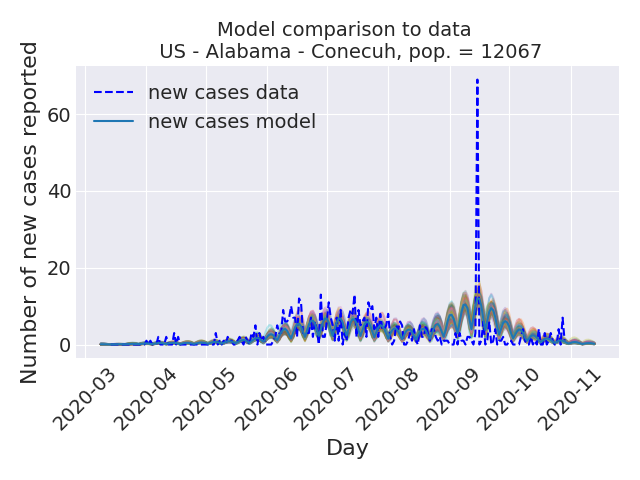 Model comparison to data
US - Alabama - Conecuh, pop. = 12067
Number of new cases reported
new cases data
new cases model
60
40
20
0
2020-03
2020-04
2020-05
2020-06
2020-07
2020-08
2020-09
2020-10
2020-11
Day